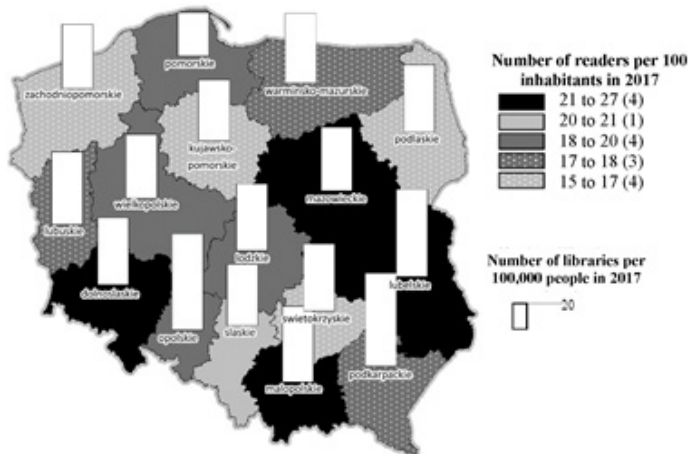 Number of readers per 100
inhabitants in 2017
21 to 27 (4)
20 to 21 (1)
18 to 20 (4)
17 to 18 (3)
15 to 17 (4)
Number of libraries per
100,000 people in 2017
20
zachodniopomorskie
pomorskie
warminsko-mazurskie
podlaskie
kujawsko-
pomorskie
mazowieckie
wielkopolskie
lubuskie
lodzkie
lubelskie
dolnoslaskie
opolskie
slaskie
swietokrzyskie
malopolskie
podkarpackie